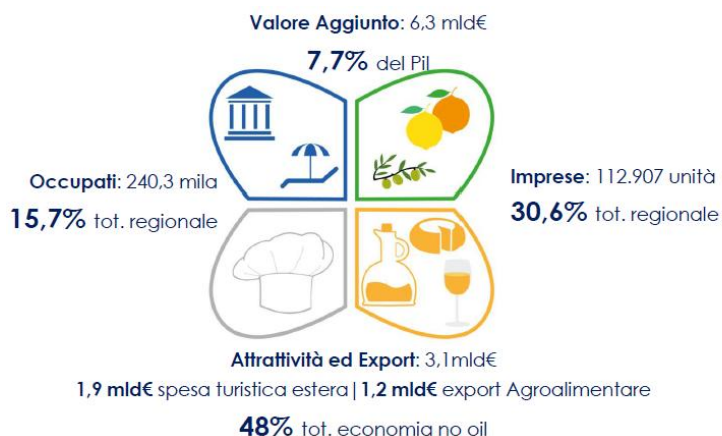 Valore Aggiunto: 6,3 mld€
7,7% del Pil
Occupati: 240,3 mila
15,7% tot. regionale
Imprese: 112.907 unità
30,6% tot. regionale
Attrattività ed Export: 3,1mld€
1,9 mld€ spesa turistica estera|1,2 mld€ export Agroalimentare
48% tot. economia no oil